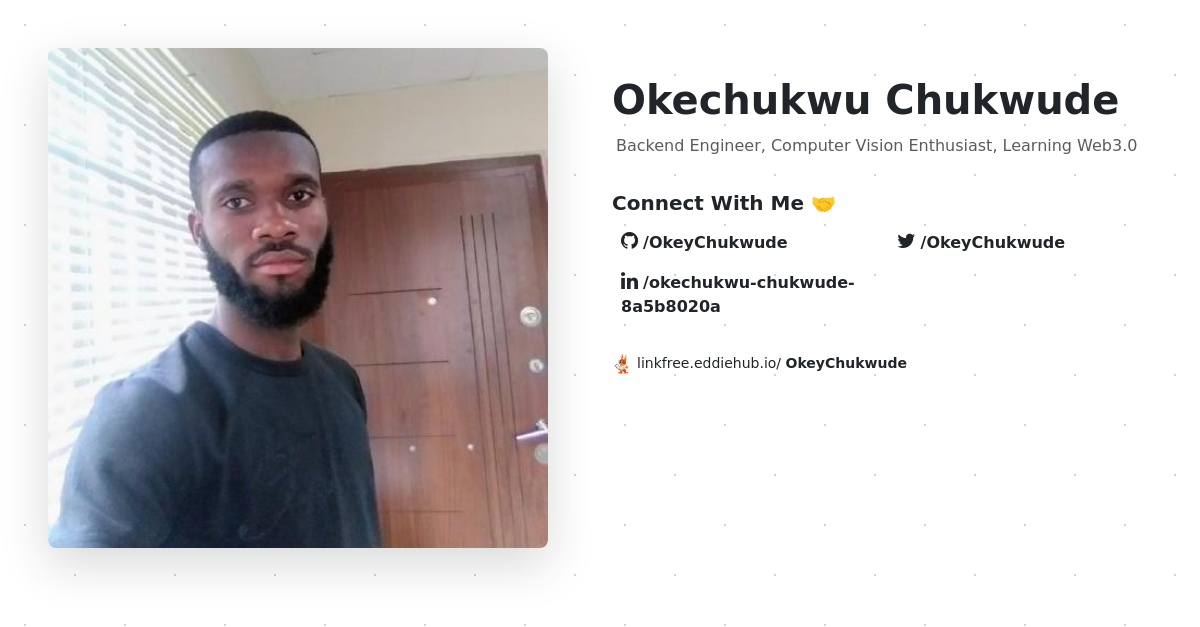 Okechukwu Chukwude
Backend Engineer, Computer Vision Enthusiast, Learning Web3.0
Connect With Me 🤝
/OkeyChukwude
/OkeyChukwude
/okechukwu-chukwude-
8a5b8020a
linkfree.eddiehub.io/ OkeyChukwude